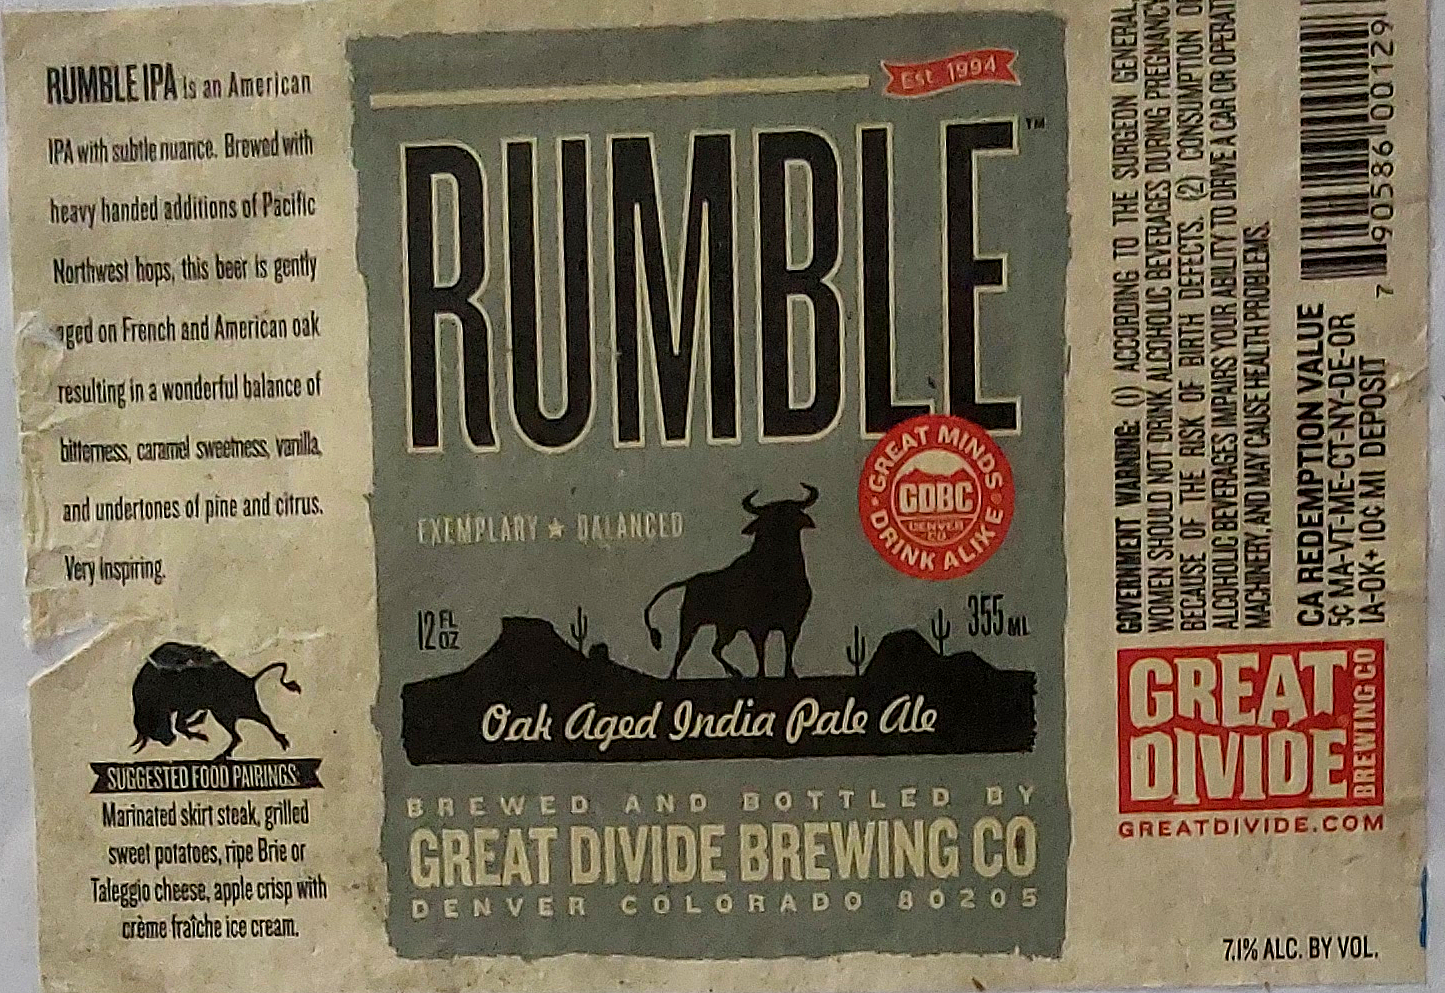 RUMBLE IPA is an American
IPA with subtle nuance. Brewed with
heavy handed additions of Pacific
Northwest hops, this beer is gently
aged on French and American oak
resulting in a wonderful balance of
bitterness, caramel sweetness, vanilla,
and undertones of pine and citrus.
Very Inspiring.
SUGGESTED FOOD PAIRINGS:
Marinated skirt steak, grilled
sweet potatoes, ripe Brie or
Taleggio cheese, apple crisp with
crème fraîche ice cream.
Est 1994
RUMBLE™
GREAT MINDS
GDBC
DENVER
CO
DRINK ALIKE
EXEMPLARY ★ BALANCED
12 FL OZ
355 ML
Oak Aged India Pale Ale
BREWED AND BOTTLED BY
GREAT DIVIDE BREWING CO
DENVER COLORADO 80205
GOVERNMENT WARNING: (1) ACCORDING TO THE SURGEON GENERAL,
WOMEN SHOULD NOT DRINK ALCOHOLIC BEVERAGES DURING PREGNANCY
BECAUSE OF THE RISK OF BIRTH DEFECTS. (2) CONSUMPTION OF
ALCOHOLIC BEVERAGES IMPAIRS YOUR ABILITY TO DRIVE A CAR OR OPERAT
MACHINERY, AND MAY CAUSE HEALTH PROBLEMS.
CA REDEMPTION VALUE
5¢ MA-VT-ME-CT-NY-DE-OR
IA-OK+ 10¢ MI DEPOSIT
7 90586 00129
GREAT
DIVIDE
BREWING CO
GREATDIVIDE.COM
7.1% ALC. BY VOL.